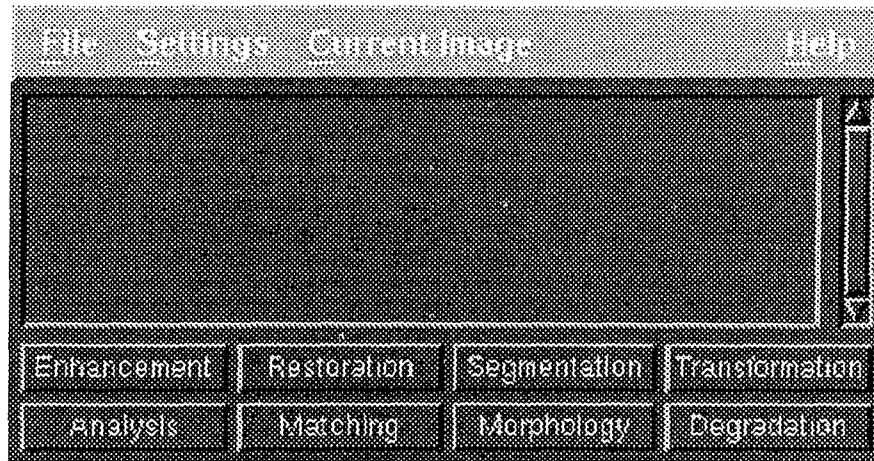 File Settings Current Image Help
Enhancement Restoration Segmentation Transformation
Analysis Matching Morphology Degradation